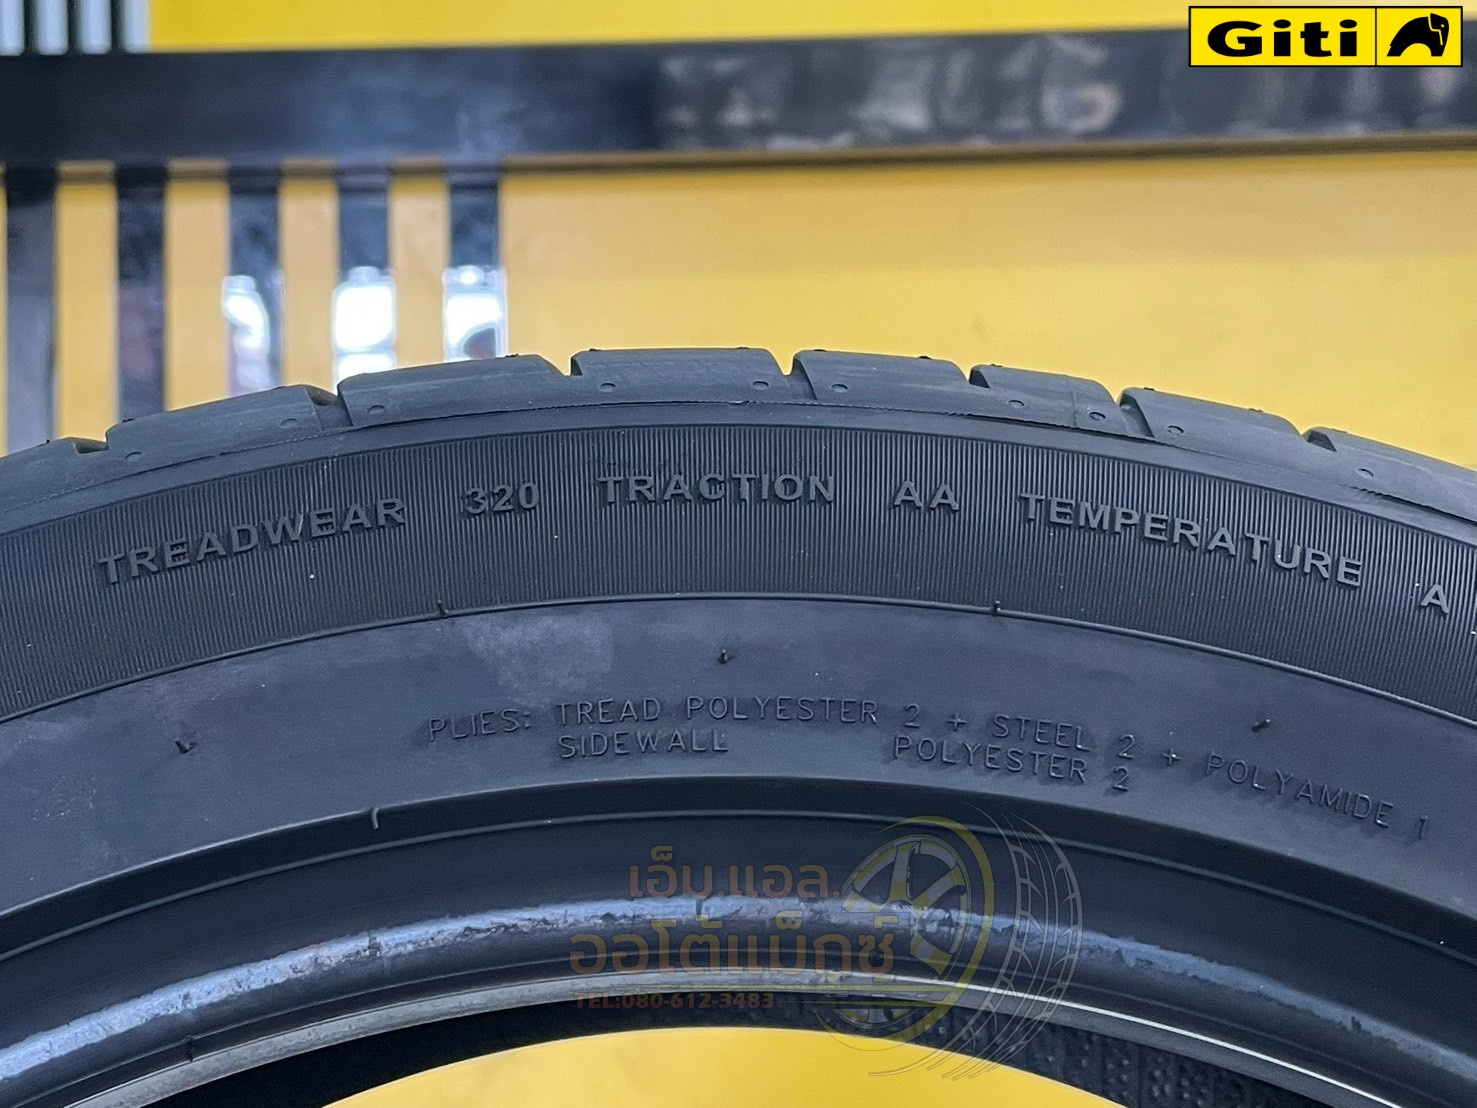 Giti
TREADWEAR 320 TRACTION AA TEMPERATURE A
PLIES: TREAD POLYESTER 2 + STEEL 2 + POLYAMIDE 1
SIDEWALL POLYESTER 2
เอ็ม.แอล.
ออโต้แม็กซ์
TEL:080-612-3483